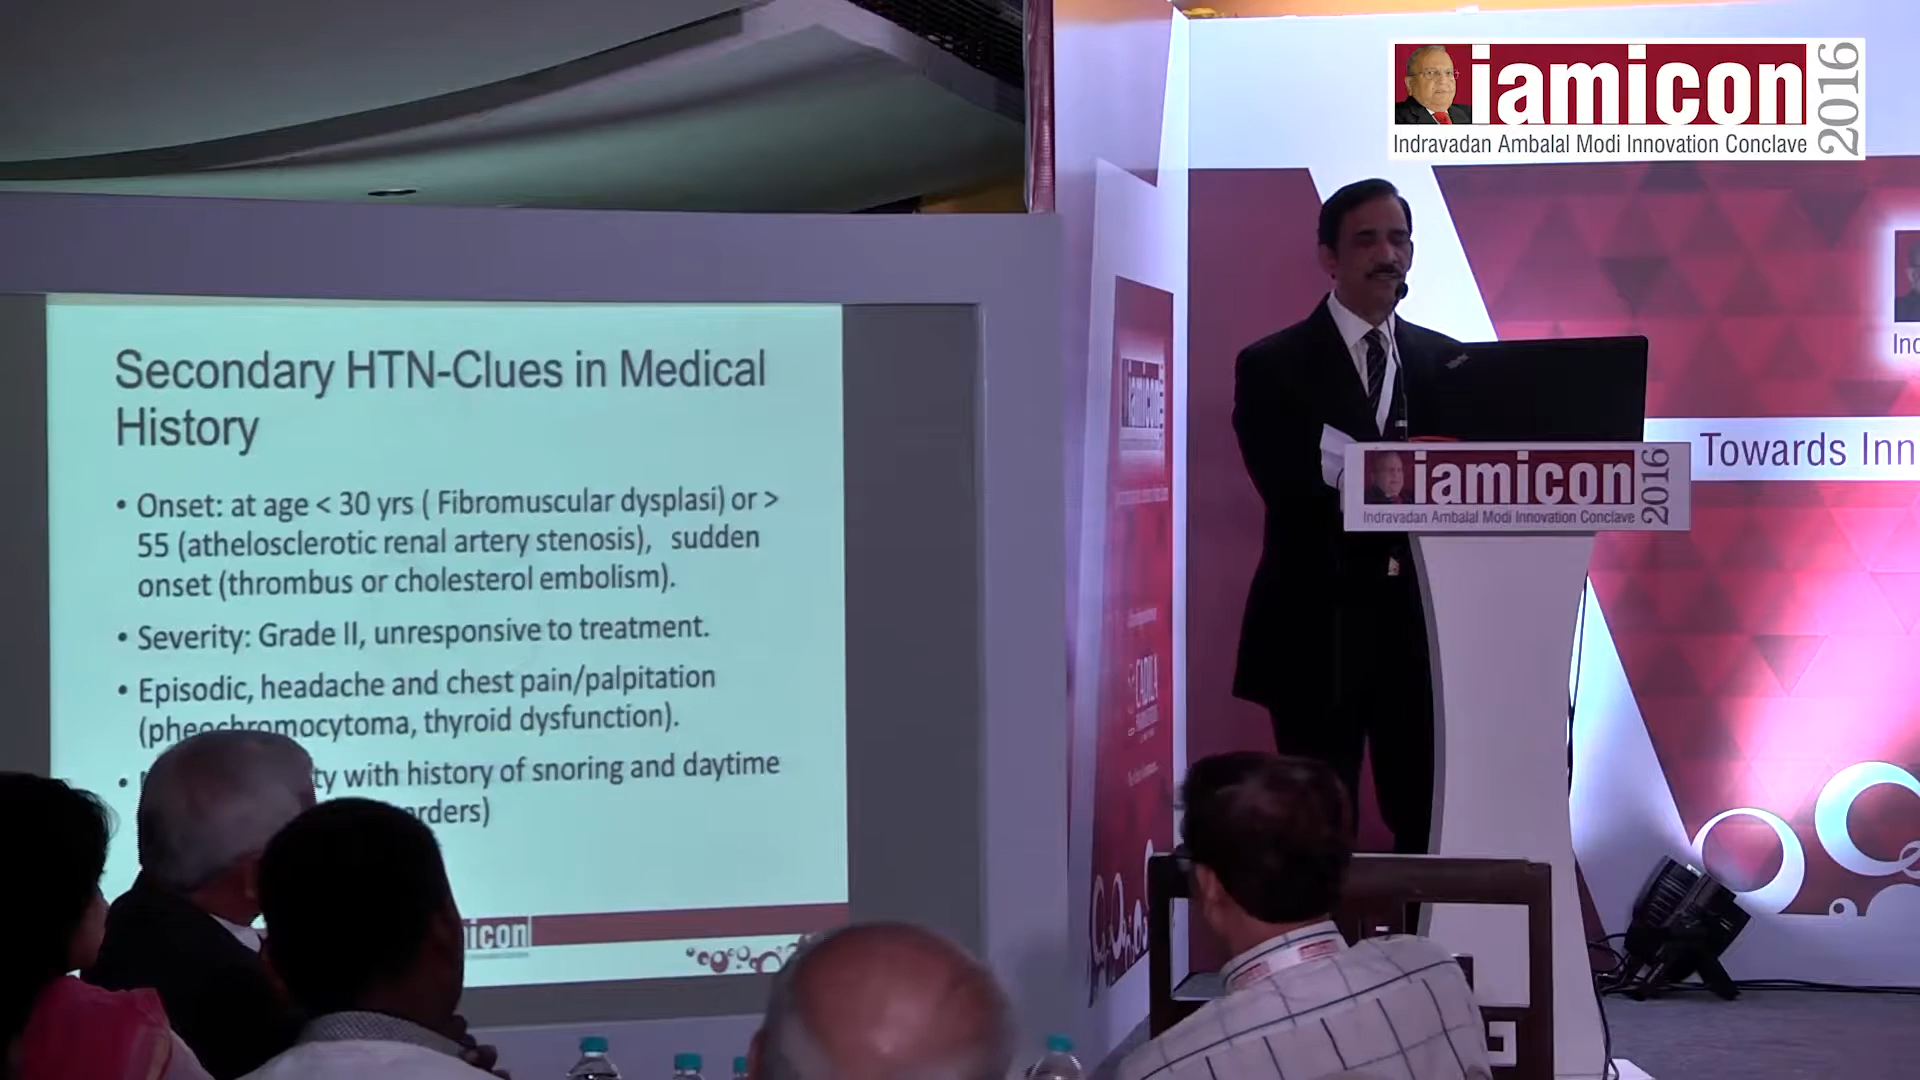 iamicon 2016
Indravadan Ambalal Modi Innovation Conclave
Secondary HTN-Clues in Medical
History
• Onset: at age < 30 yrs ( Fibromuscular dysplasi) or >
55 (athelosclerotic renal artery stenosis), sudden
onset (thrombus or cholesterol embolism).
• Severity: Grade II, unresponsive to treatment.
• Episodic, headache and chest pain/palpitation
(pheochromocytoma, thyroid dysfunction).
• ty with history of snoring and daytime
rders)
icon
iamicon
CADILA
Towards Inn
Inc
iamicon 2016
Indravadan Ambalal Modi Innovation Conclave